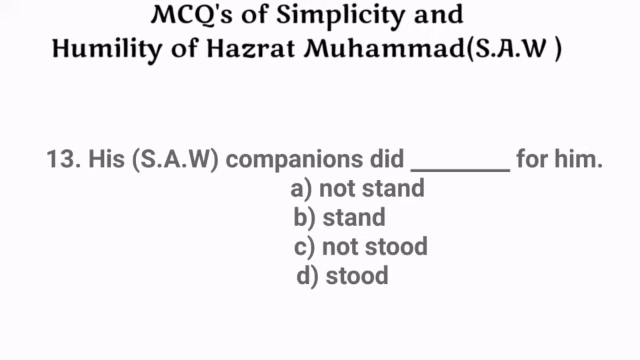 MCQ's of Simplicity and
Humility of Hazrat Muhammad(S.A.W )
13. His (S.A.W) companions did ________ for him.
a) not stand
b) stand
c) not stood
d) stood